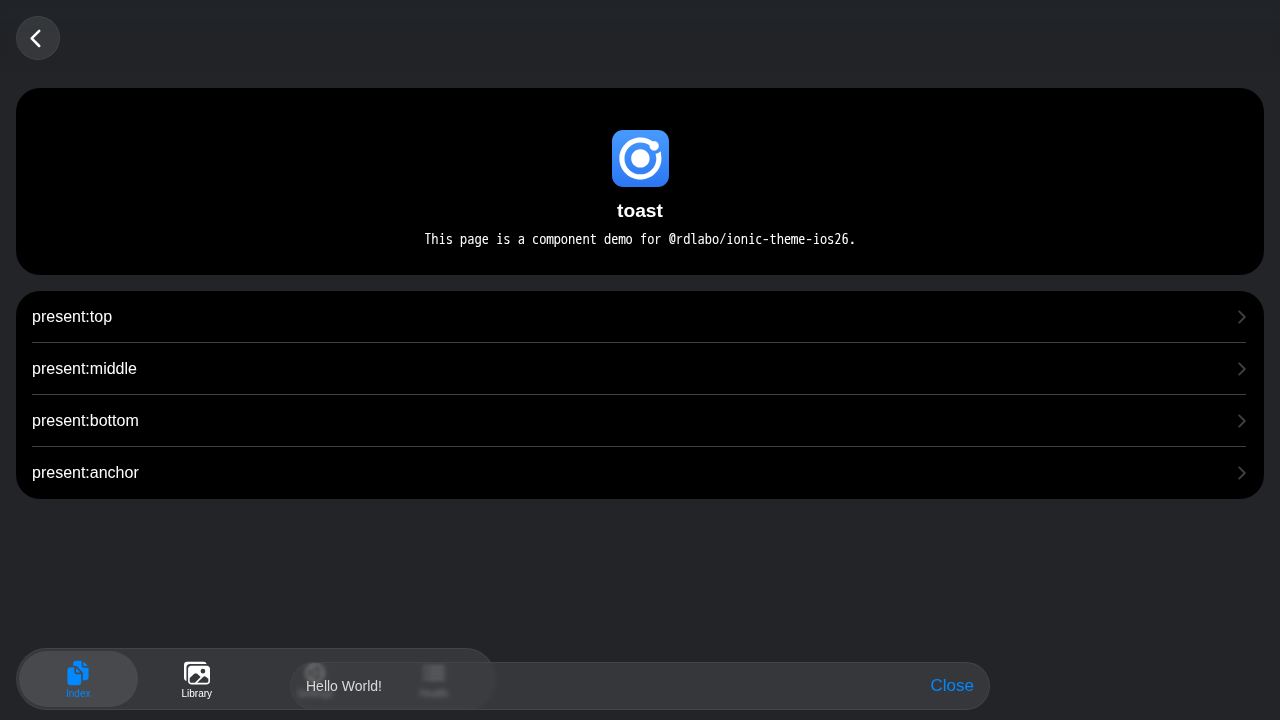 toast
This page is a component demo for @rdlabo/ionic-theme-ios26.
present:top
present:middle
present:bottom
present:anchor
Index
Library
Hello World!
Close